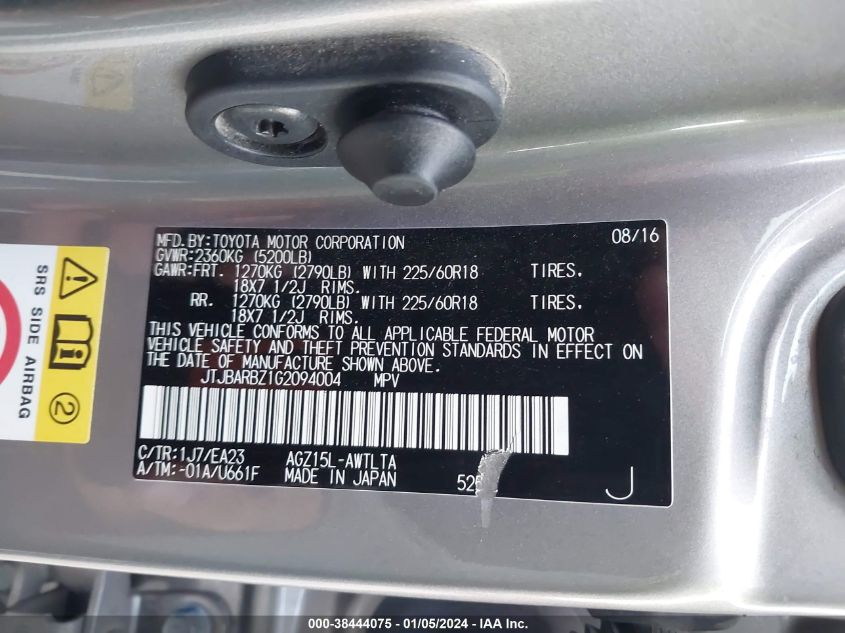 MFD.BY:TOYOTA MOTOR CORPORATION 08/16
GVWR:2360KG (5200LB)
GAWR:FRT. 1270KG (2790LB) WITH 225/60R18 TIRES.
18X7 1/2J RIMS.
RR. 1270KG (2790LB) WITH 225/60R18 TIRES.
18X7 1/2J RIMS.
THIS VEHICLE CONFORMS TO ALL APPLICABLE FEDERAL MOTOR
VEHICLE SAFETY AND THEFT PREVENTION STANDARDS IN EFFECT ON
THE DATE OF MANUFACTURE SHOWN ABOVE.
JTJBARBZ1G2094004 MPV
C/TR:1J7/EA23 AGZ15L-AWTLTA
A/TM:-01A/U661F MADE IN JAPAN
J
SRS SIDE AIRBAG
2
000-38444075 - 01/05/2024 - IAA Inc.